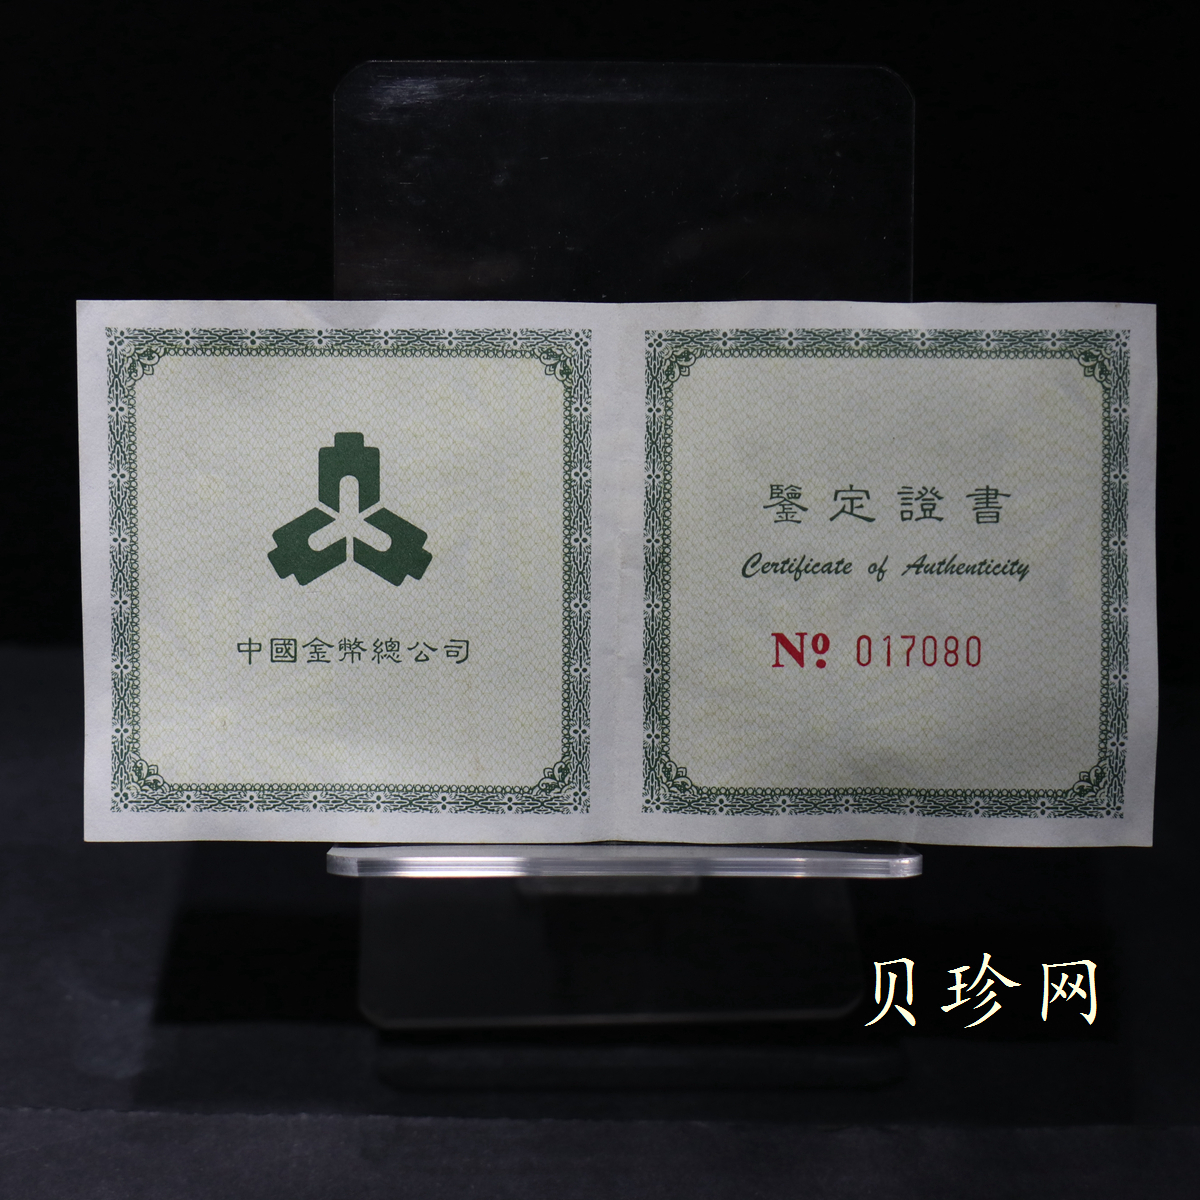 中國金幣總公司
鑒定證書
Certificate of Authenticity
Nº 017080
贝珍网